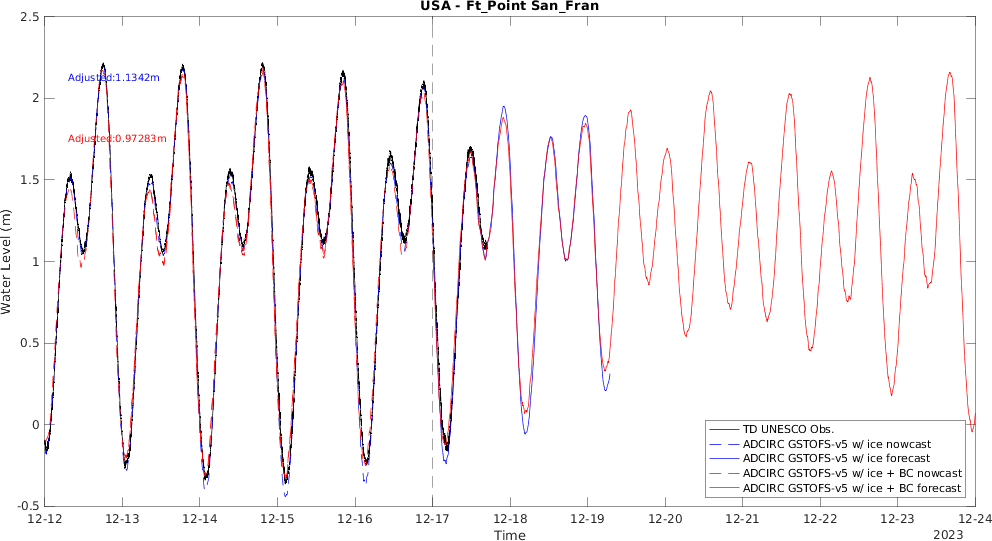 USA - Ft_Point San_Fran
2.5
2
1.5
1
0.5
0
-0.5
Water Level (m)
Adjusted:1.1342m
Adjusted:0.97283m
TD UNESCO Obs.
ADCIRC GSTOFS-v5 w/ ice nowcast
ADCIRC GSTOFS-v5 w/ ice forecast
ADCIRC GSTOFS-v5 w/ ice + BC nowcast
ADCIRC GSTOFS-v5 w/ ice + BC forecast
12-12 12-13 12-14 12-15 12-16 12-17 12-18 12-19 12-20 12-21 12-22 12-23 12-24
Time
2023